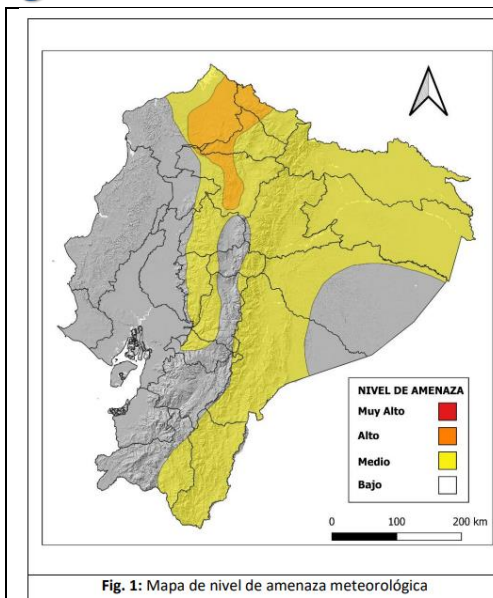 NIVEL DE AMENAZA
Muy Alto
Alto
Medio
Bajo
0 100 200 km
Fig. 1: Mapa de nivel de amenaza meteorológica